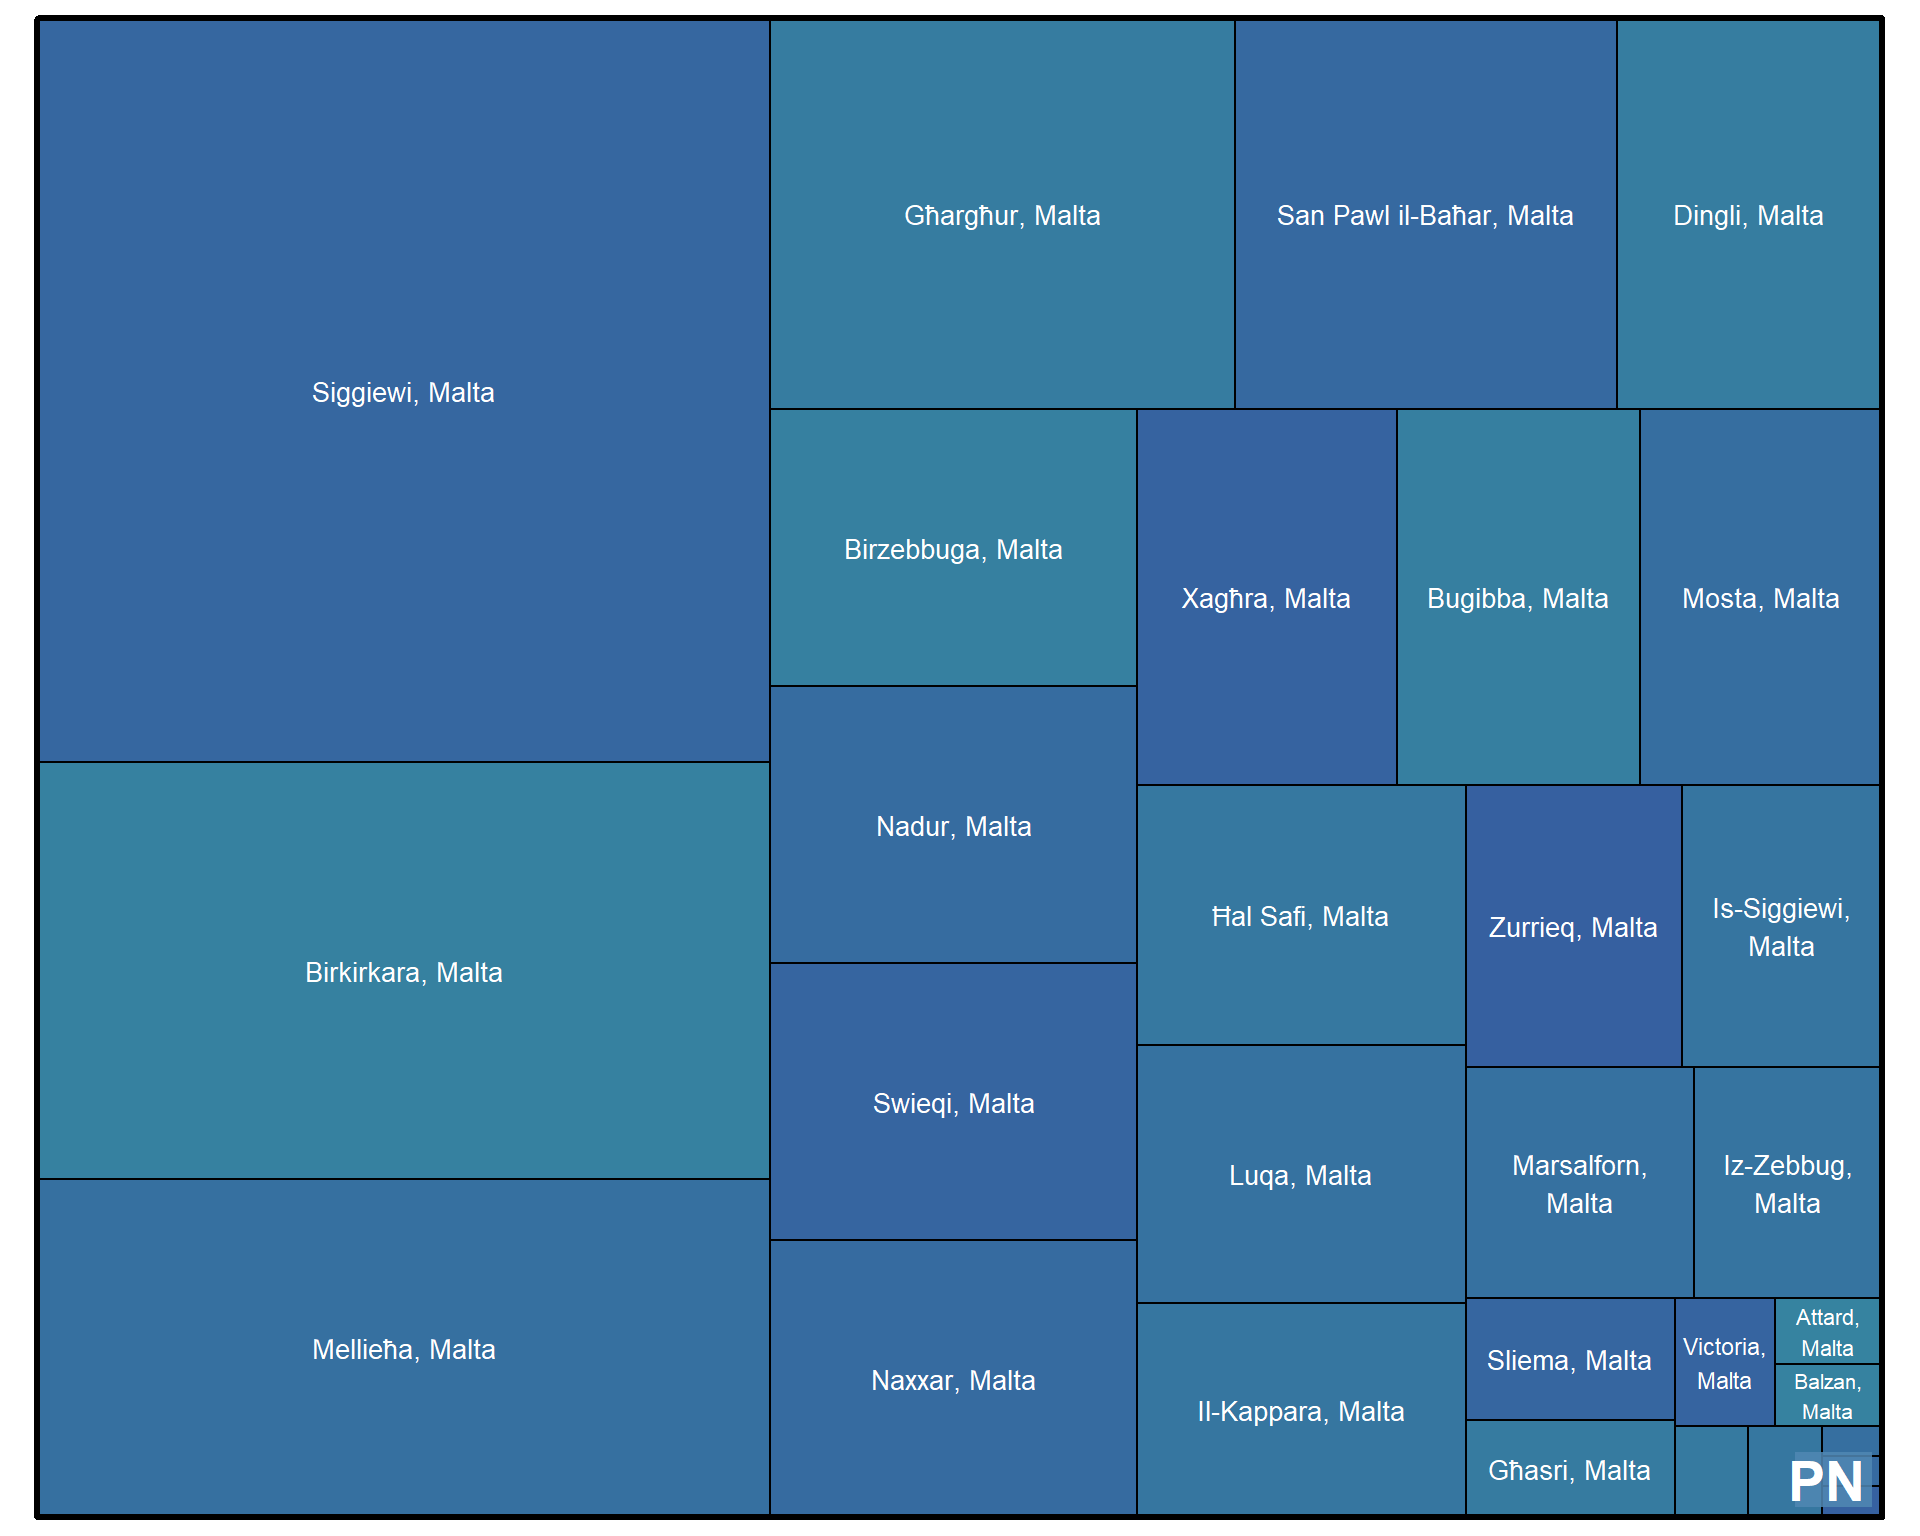 Siggiewi, Malta
Birkirkara, Malta
Mellieħa, Malta
Għargħur, Malta
San Pawl il-Baħar, Malta
Dingli, Malta
Birzebbuga, Malta
Nadur, Malta
Swieqi, Malta
Naxxar, Malta
Xagħra, Malta
Bugibba, Malta
Mosta, Malta
Ħal Safi, Malta
Luqa, Malta
Il-Kappara, Malta
Zurrieq, Malta
Is-Siggiewi,
Malta
Marsalforn,
Malta
Iz-Zebbug,
Malta
Sliema, Malta
Għasri, Malta
Victoria,
Malta
Attard,
Malta
Balzan,
Malta
PN